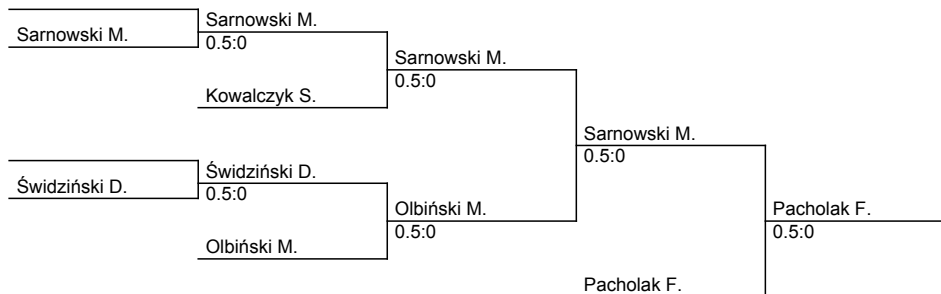 Sarnowski M.
Sarnowski M.
0.5:0
Kowalczyk S.
Sarnowski M.
0.5:0
Świdziński D.
Świdziński D.
0.5:0
Olbiński M.
Olbiński M.
0.5:0
Sarnowski M.
0.5:0
Pacholak F.
Pacholak F.
0.5:0